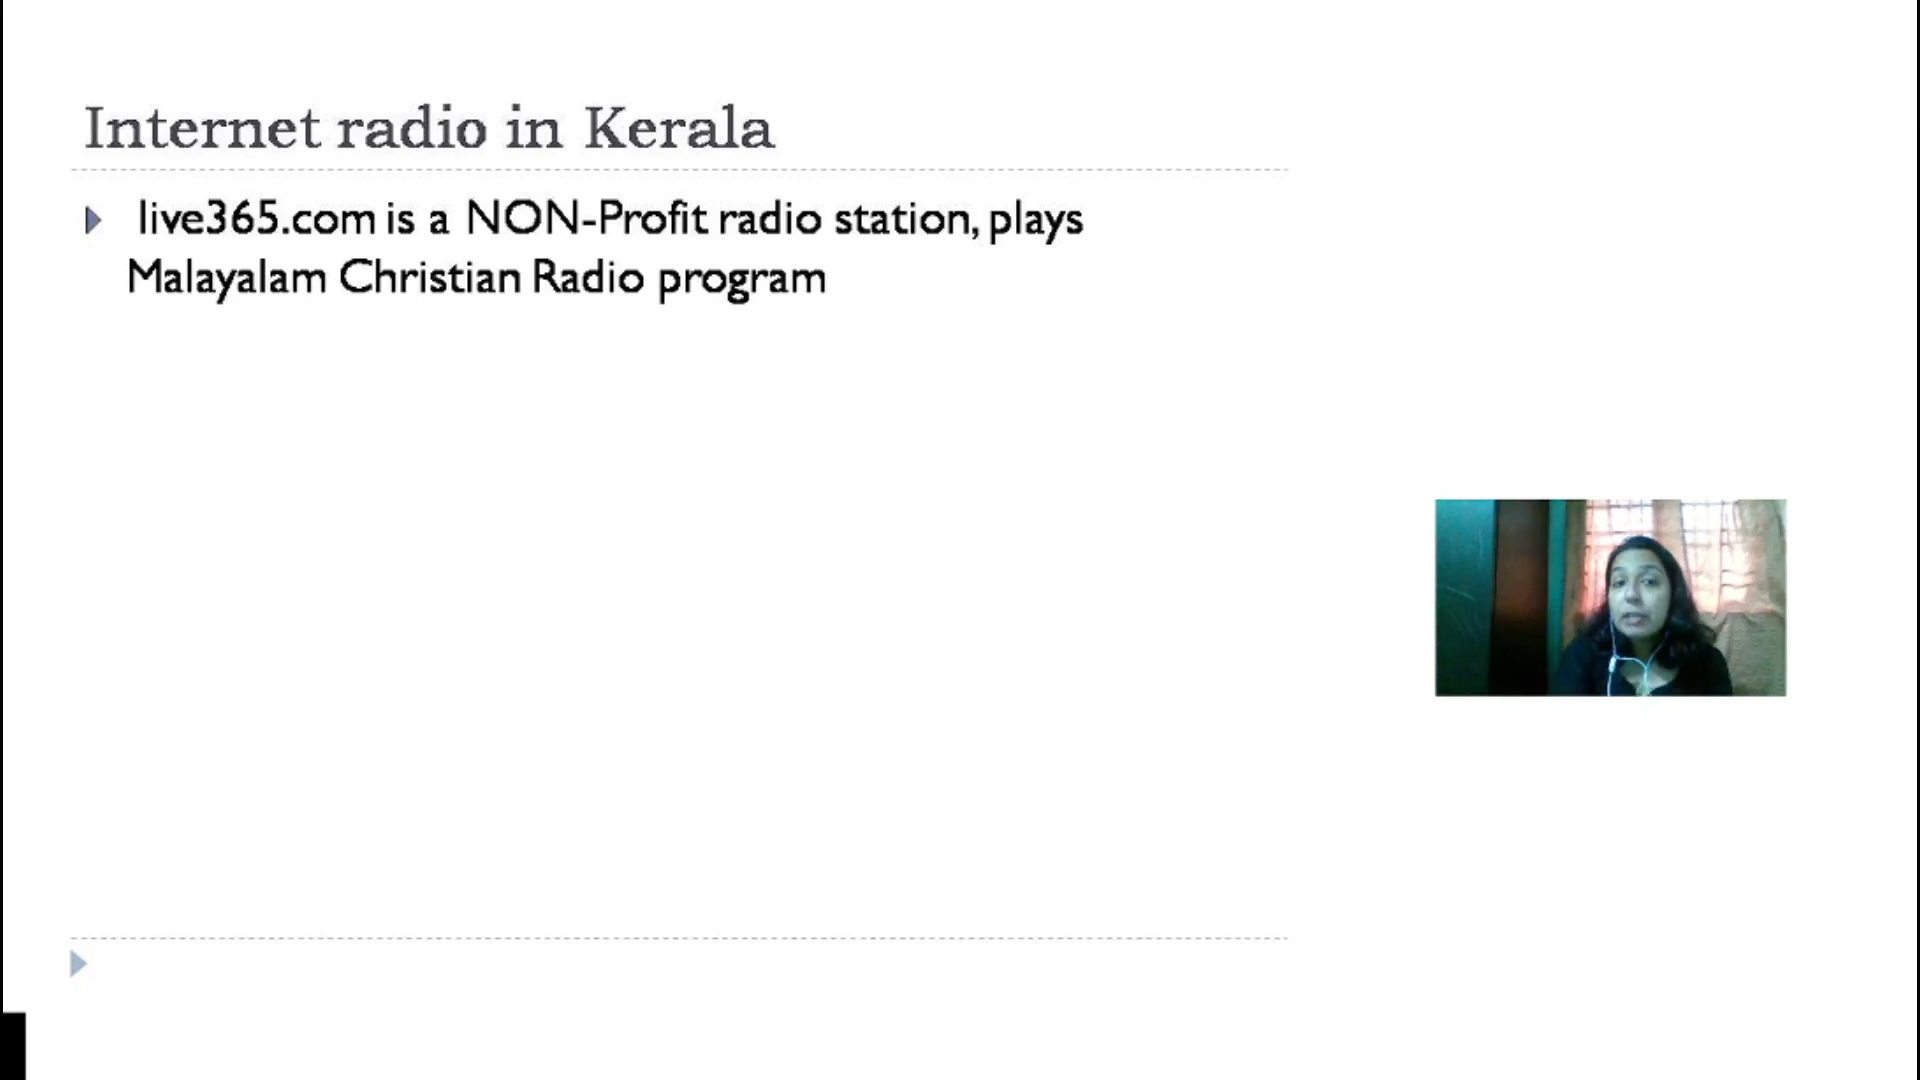 Internet radio in Kerala
live365.com is a NON-Profit radio station, plays
Malayalam Christian Radio program